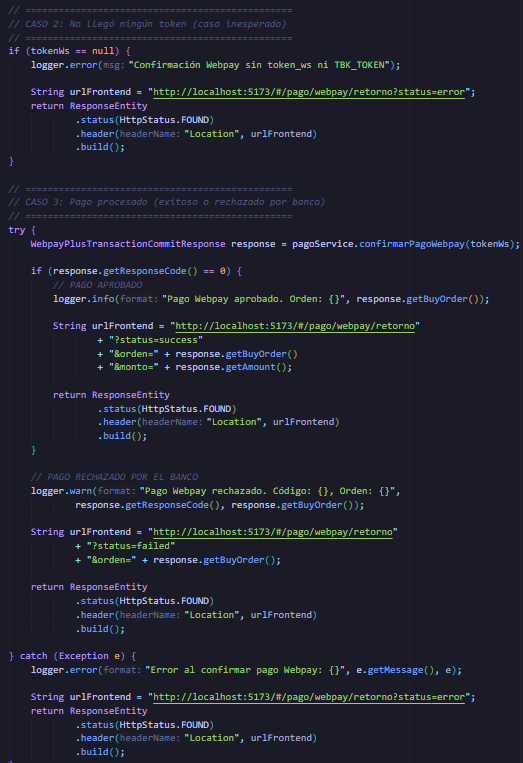 // ================================================
// CASO 2: No llegó ningún token (caso inesperado)
// ================================================
if (tokenWs == null) {
    logger.error(msg: "Confirmación Webpay sin token_ws ni TBK_TOKEN");

    String urlFrontend = "http://localhost:5173/#/pago/webpay/retorno?status=error";
    return ResponseEntity
            .status(HttpStatus.FOUND)
            .header(headerName: "Location", urlFrontend)
            .build();
}

// ================================================
// CASO 3: Pago procesado (exitoso o rechazado por banco)
// ================================================
try {
    WebpayPlusTransactionCommitResponse response = pagoService.confirmarPagoWebpay(tokenWs);

    if (response.getResponseCode() == 0) {
        // PAGO APROBADO
        logger.info(format: "Pago Webpay aprobado. Orden: {}", response.getBuyOrder());

        String urlFrontend = "http://localhost:5173/#/pago/webpay/retorno"
                + "?status=success"
                + "&orden=" + response.getBuyOrder()
                + "&monto=" + response.getAmount();

        return ResponseEntity
                .status(HttpStatus.FOUND)
                .header(headerName: "Location", urlFrontend)
                .build();
    }

    // PAGO RECHAZADO POR EL BANCO
    logger.warn(format: "Pago Webpay rechazado. Código: {}, Orden: {}",
            response.getResponseCode(), response.getBuyOrder());

    String urlFrontend = "http://localhost:5173/#/pago/webpay/retorno"
            + "?status=failed"
            + "&orden=" + response.getBuyOrder();

    return ResponseEntity
            .status(HttpStatus.FOUND)
            .header(headerName: "Location", urlFrontend)
            .build();

} catch (Exception e) {
    logger.error(format: "Error al confirmar pago Webpay: {}", e.getMessage(), e);

    String urlFrontend = "http://localhost:5173/#/pago/webpay/retorno?status=error";
    return ResponseEntity
            .status(HttpStatus.FOUND)
            .header(headerName: "Location", urlFrontend)
            .build();